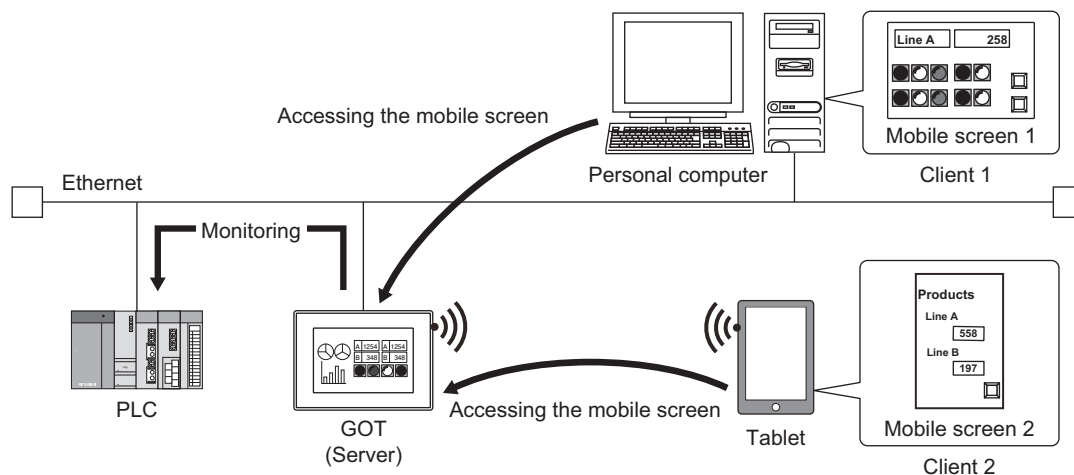 Line A 258
Accessing the mobile screen
Mobile screen 1
Personal computer
Client 1
Ethernet
Monitoring
Products
Line A
558
Line B
197
A 1254 A 1254
B 348 B 348
PLC
GOT
(Server)
Accessing the mobile screen
Tablet
Mobile screen 2
Client 2